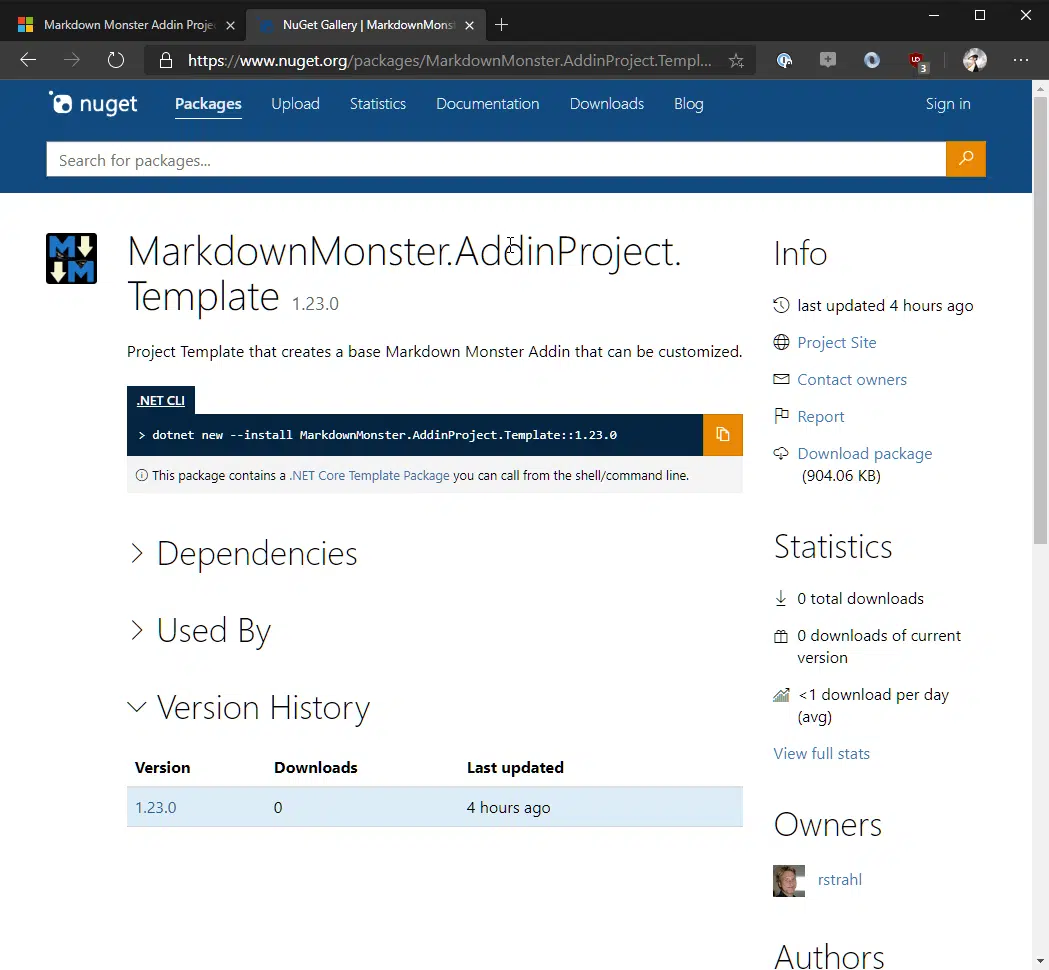 Markdown Monster Addin Proje
NuGet Gallery | MarkdownMonst
https://www.nuget.org/packages/MarkdownMonster.AddinProject.Templ...
3
nuget
Packages Upload Statistics Documentation Downloads Blog Sign in
Search for packages...
MarkdownMonster.AddinProject.
Template 1.23.0
Project Template that creates a base Markdown Monster Addin that can be customized.
.NET CLI
> dotnet new --install MarkdownMonster.AddinProject.Template::1.23.0
This package contains a .NET Core Template Package you can call from the shell/command line.
Dependencies
Used By
Version History
Version Downloads Last updated
1.23.0 0 4 hours ago
Info
last updated 4 hours ago
Project Site
Contact owners
Report
Download package
(904.06 KB)
Statistics
0 total downloads
0 downloads of current
version
<1 download per day
(avg)
View full stats
Owners
rstrahl
Authors